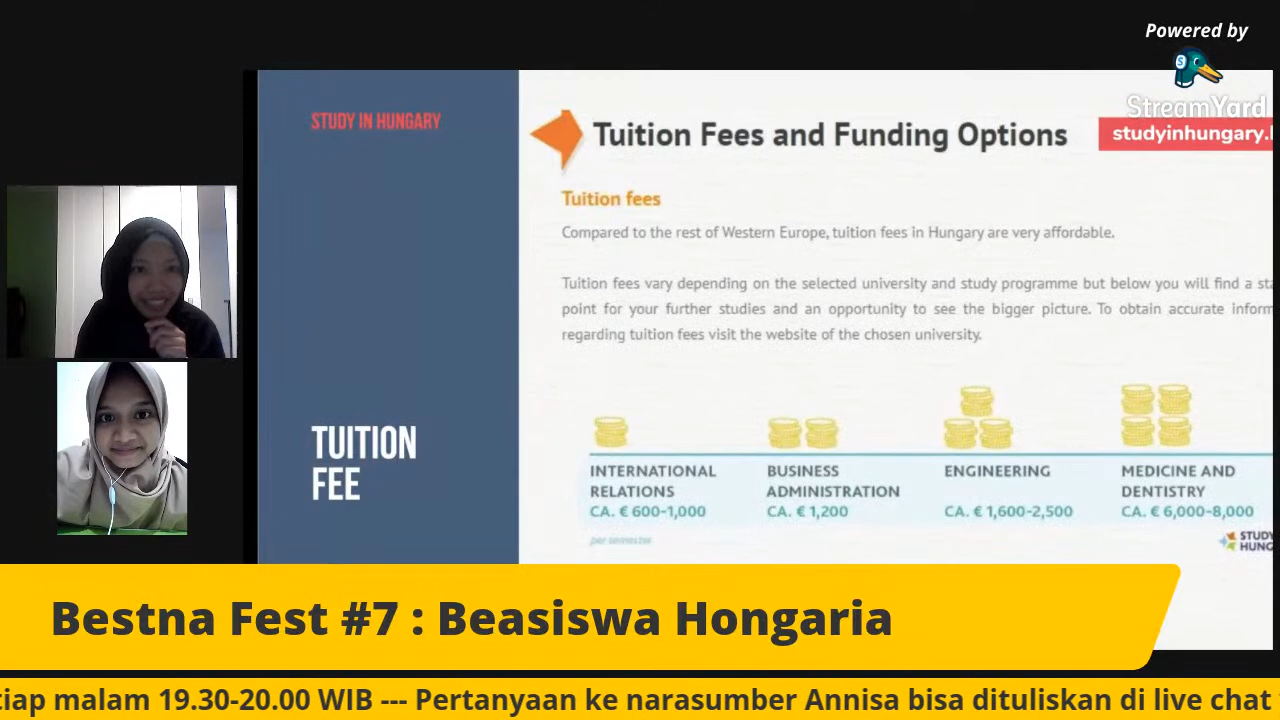 Powered by
StreamYard
STUDY IN HUNGARY
Tuition Fees and Funding Options
studyinhungary.
Tuition fees
Compared to the rest of Western Europe, tuition fees in Hungary are very affordable.
Tuition fees vary depending on the selected university and study programme but below you will find a sta
point for your further studies and an opportunity to see the bigger picture. To obtain accurate inform
regarding tuition fees visit the website of the chosen university.
TUITION
FEE
INTERNATIONAL
RELATIONS
CA. € 600-1,000
BUSINESS
ADMINISTRATION
CA. € 1,200
ENGINEERING
CA. € 1,600-2,500
MEDICINE AND
DENTISTRY
CA. € 6,000-8,000
per semester
STUDY
HUNG
Bestna Fest #7 : Beasiswa Hongaria
tiap malam 19.30-20.00 WIB --- Pertanyaan ke narasumber Annisa bisa dituliskan di live chat